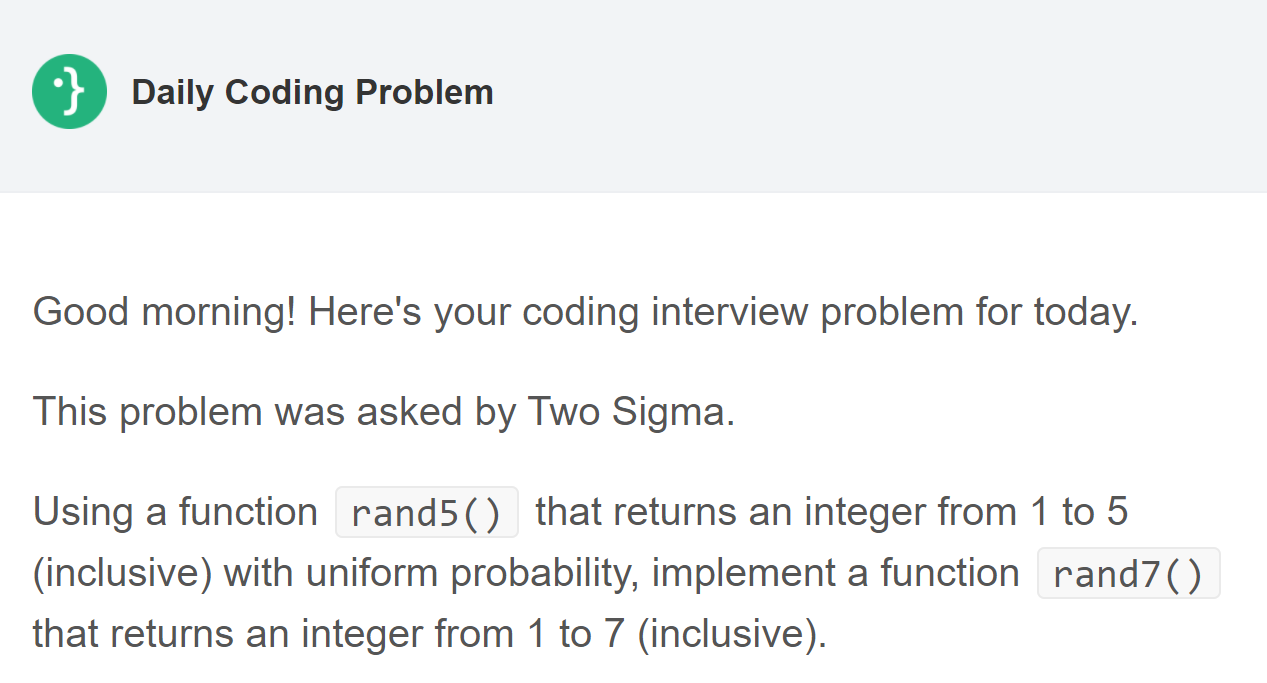 Daily Coding Problem
Good morning! Here's your coding interview problem for today.
This problem was asked by Two Sigma.
Using a function rand5() that returns an integer from 1 to 5
(inclusive) with uniform probability, implement a function rand7()
that returns an integer from 1 to 7 (inclusive).